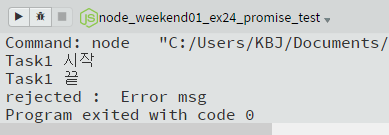 node_weekend01_ex24_promise_test
Command: node "C:/Users/KBJ/Documents/
Task1 시작
Task1 끝
rejected : Error msg
Program exited with code 0